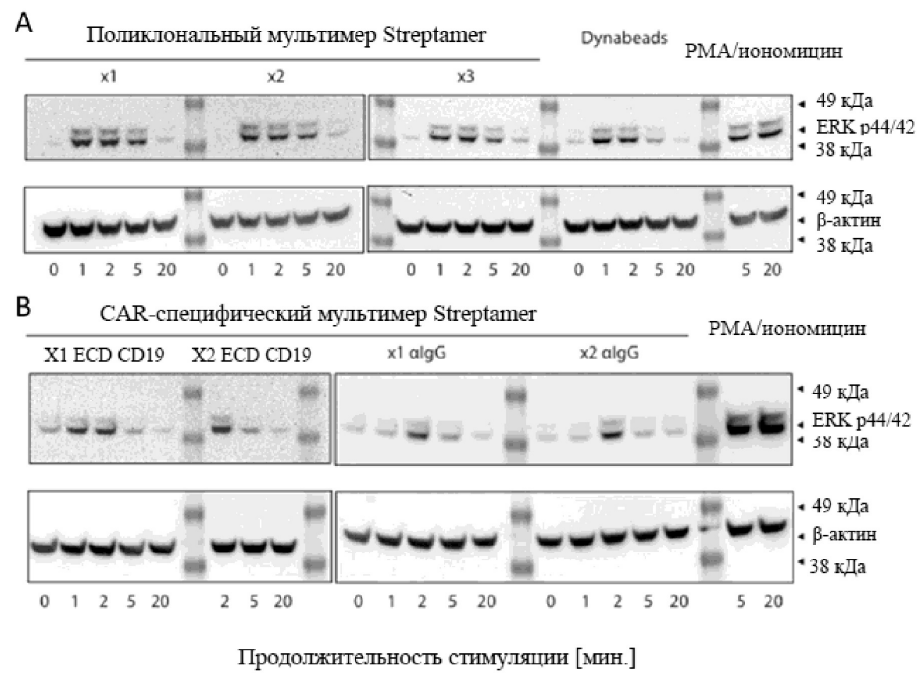 A
Поликлональный мультимер Streptamer
Dynabeads
PMA/иономицин
x1 x2 x3
49 кДа
ERK p44/42
38 кДа
49 кДа
β-актин
38 кДа
0 1 2 5 20 0 1 2 5 20 0 1 2 5 20 0 1 2 5 20 5 20
B
CAR-специфический мультимер Streptamer
PMA/иономицин
X1 ECD CD19 X2 ECD CD19 x1 αIgG x2 αIgG
49 кДа
ERK p44/42
38 кДа
49 кДа
β-актин
38 кДа
0 1 2 5 20 2 5 20 0 1 2 5 20 0 1 2 5 20 5 20
Продолжительность стимуляции [мин.]